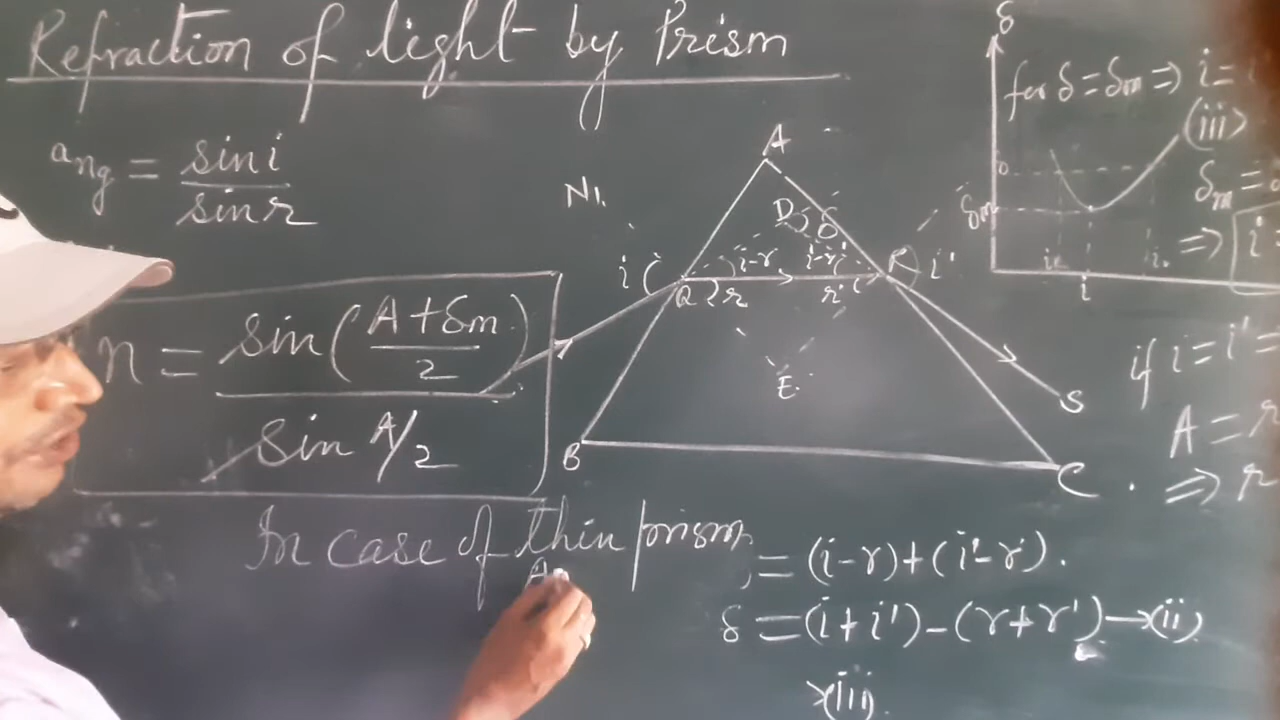 Refraction of light by Prism
ang = sin i / sin r
n = sin(A + δm / 2) / sin A/2
In case of thin prism
A
N1.
A
D
δ
i
i-r
i-r'
R
i'
Q
r
r'
E.
S
B
C
δ
for δ = δm ⇒ i =
(iii)
δm
δm =
⇒ i
i
if i = i' =
A = r
⇒ r
= (i-r)+(i'-r').
δ = (i+i')-(r+r') → (ii)
(iii).